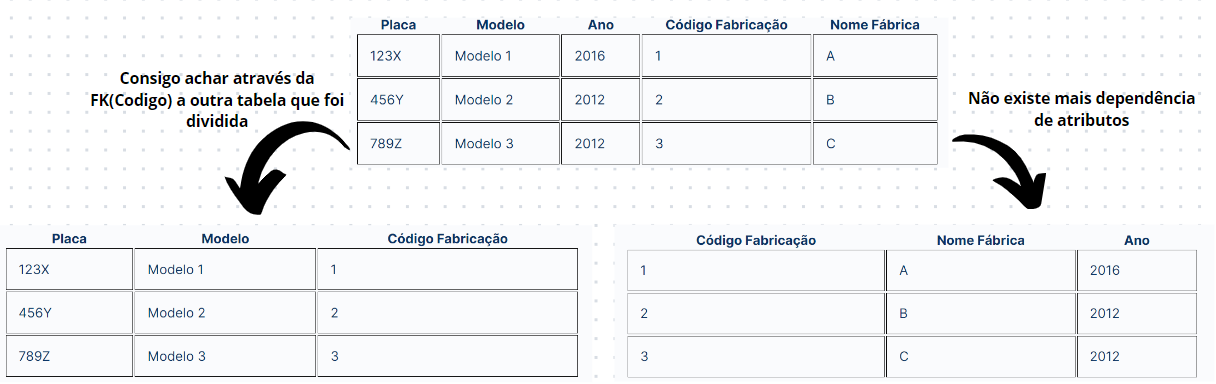 Placa Modelo Ano Código Fabricação Nome Fábrica
123X Modelo 1 2016 1 A
456Y Modelo 2 2012 2 B
789Z Modelo 3 2012 3 C
Consigo achar através da
FK(Codigo) a outra tabela que foi
dividida
Não existe mais dependência
de atributos
Placa Modelo Código Fabricação
123X Modelo 1 1
456Y Modelo 2 2
789Z Modelo 3 3
Código Fabricação Nome Fábrica Ano
1 A 2016
2 B 2012
3 C 2012